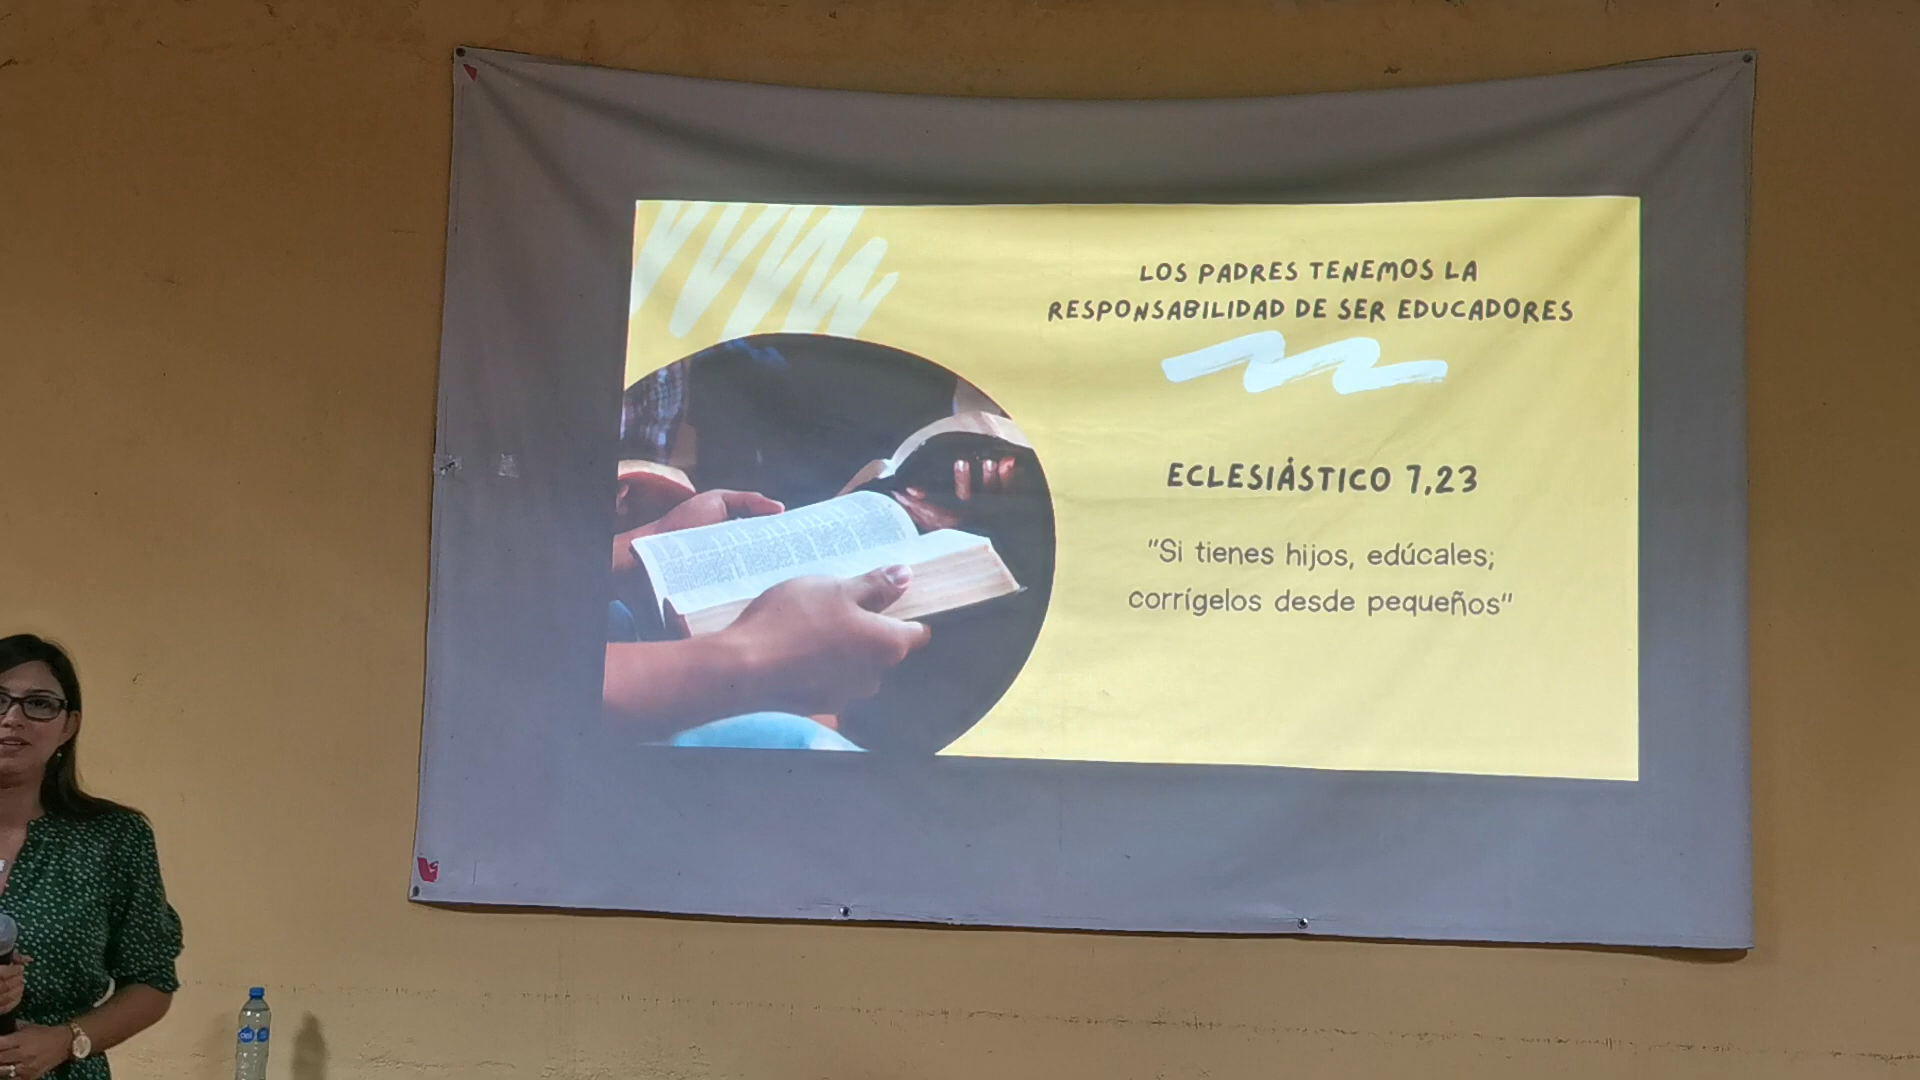 LOS PADRES TENEMOS LA
RESPONSABILIDAD DE SER EDUCADORES
ECLESIÁSTICO 7,23
"Si tienes hijos, edúcales;
corrígelos desde pequeños"